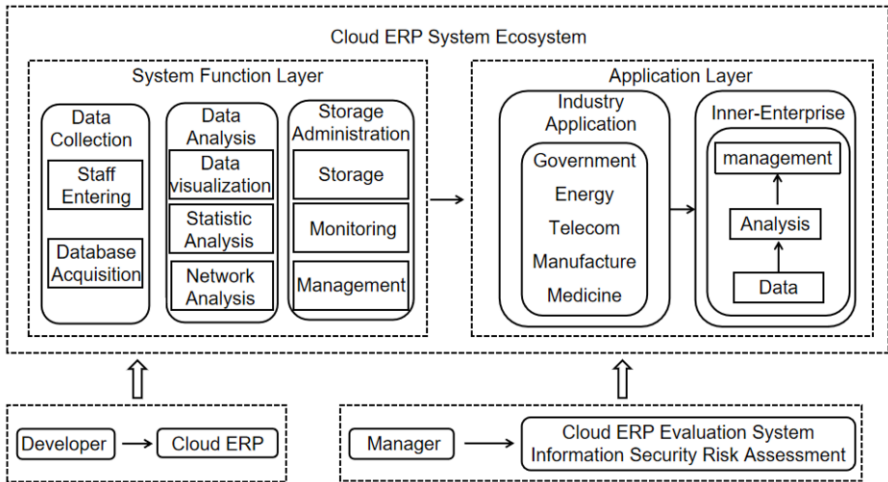 Cloud ERP System Ecosystem
System Function Layer
Data
Collection
Staff
Entering
Database
Acquisition
Data
Analysis
Data
visualization
Statistic
Analysis
Network
Analysis
Storage
Administration
Storage
Monitoring
Management
Application Layer
Industry
Application
Government
Energy
Telecom
Manufacture
Medicine
Inner-Enterprise
management
Analysis
Data
Developer
Cloud ERP
Manager
Cloud ERP Evaluation System
Information Security Risk Assessment